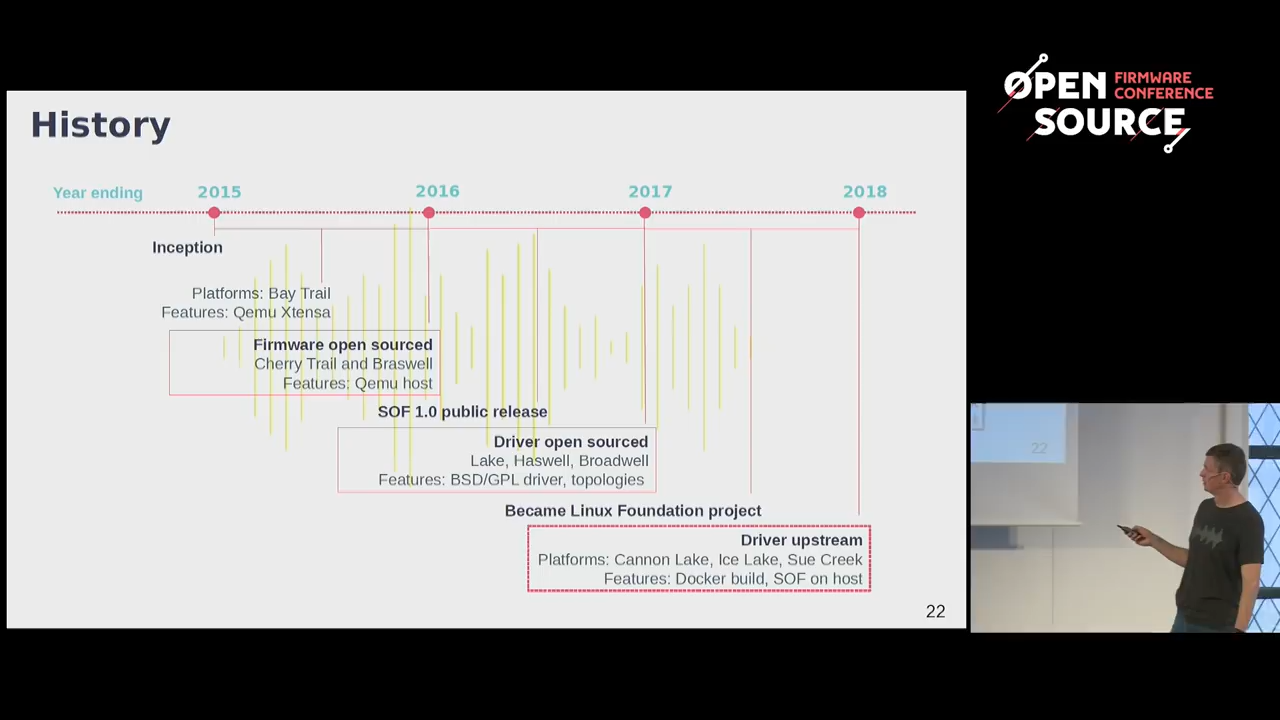 OPEN FIRMWARE
CONFERENCE
SOURCE
History
Year ending 2015 2016 2017 2018
Inception
Platforms: Bay Trail
Features: Qemu Xtensa
Firmware open sourced
Cherry Trail and Braswell
Features: Qemu host
SOF 1.0 public release
Driver open sourced
Lake, Haswell, Broadwell
Features: BSD/GPL driver, topologies
Became Linux Foundation project
Driver upstream
Platforms: Cannon Lake, Ice Lake, Sue Creek
Features: Docker build, SOF on host
22
22